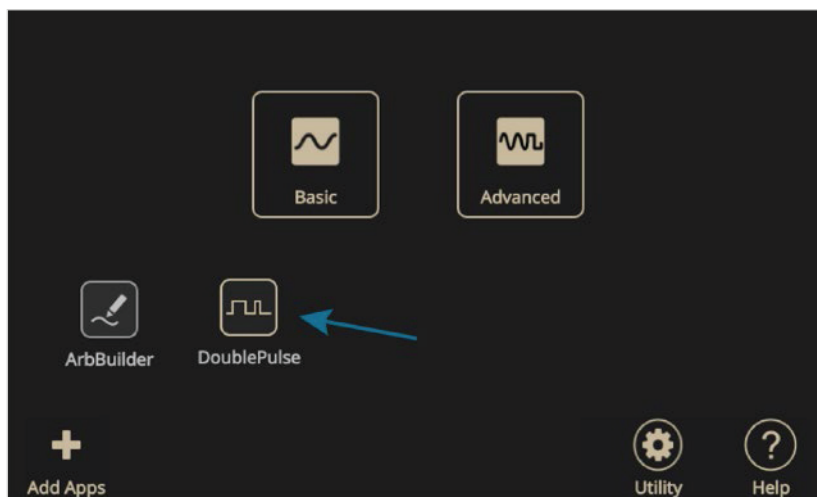 Basic
Advanced
ArbBuilder
DoublePulse
Add Apps
Utility
Help